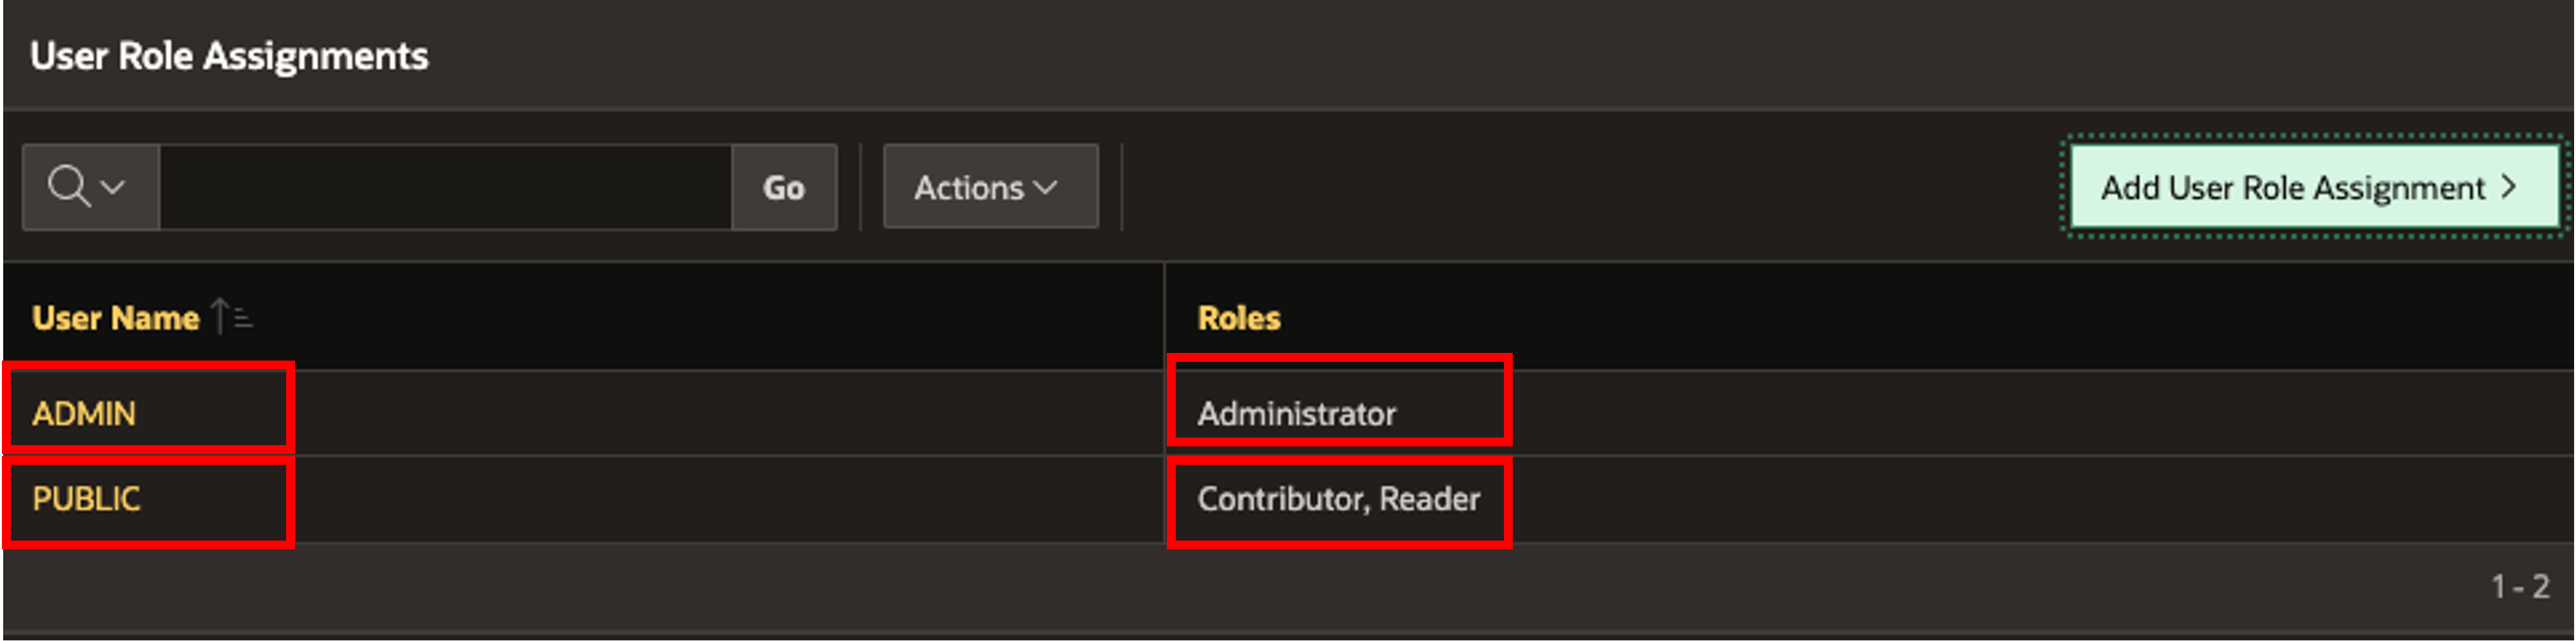 User Role Assignments
Go
Actions
Add User Role Assignment
User Name
Roles
ADMIN
Administrator
PUBLIC
Contributor, Reader
1 - 2